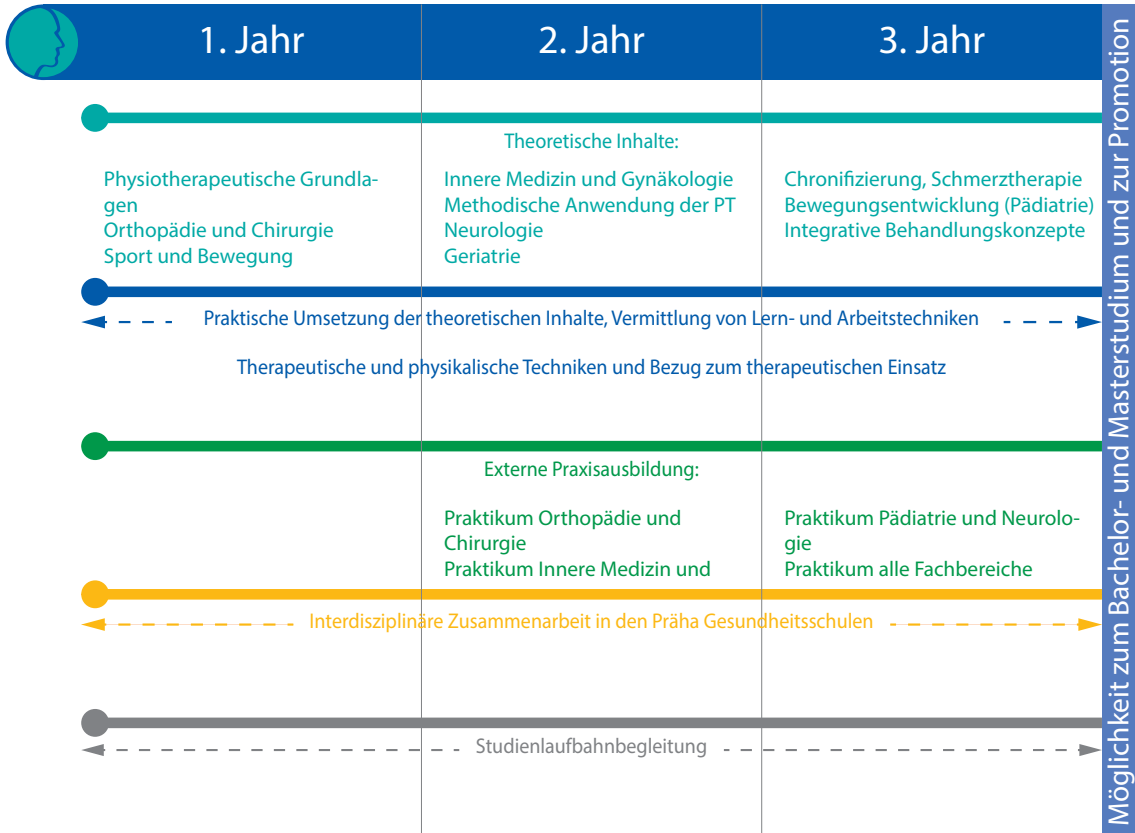 1. Jahr
2. Jahr
3. Jahr
Theoretische Inhalte:
Physiotherapeutische Grundla-
gen
Orthopädie und Chirurgie
Sport und Bewegung
Innere Medizin und Gynäkologie
Methodische Anwendung der PT
Neurologie
Geriatrie
Chronifizierung, Schmerztherapie
Bewegungsentwicklung (Pädiatrie)
Integrative Behandlungskonzepte
Praktische Umsetzung der theoretischen Inhalte, Vermittlung von Lern- und Arbeitstechniken
Therapeutische und physikalische Techniken und Bezug zum therapeutischen Einsatz
Externe Praxisausbildung:
Praktikum Orthopädie und
Chirurgie
Praktikum Innere Medizin und
Praktikum Pädiatrie und Neurolo-
gie
Praktikum alle Fachbereiche
Interdisziplinäre Zusammenarbeit in den Präha Gesundheitsschulen
Studienlaufbahnbegleitung
Möglichkeit zum Bachelor- und Masterstudium und zur Promotion